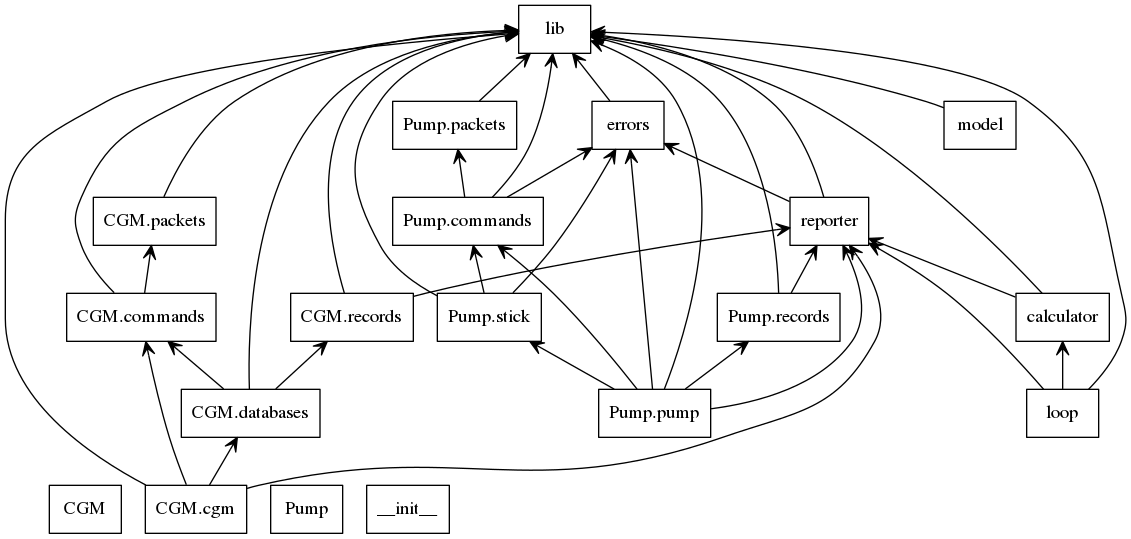 lib
Pump.packets
errors
model
CGM.packets
Pump.commands
reporter
CGM.commands
CGM.records
Pump.stick
Pump.records
calculator
CGM.databases
Pump.pump
loop
CGM
CGM.cgm
Pump
__init__